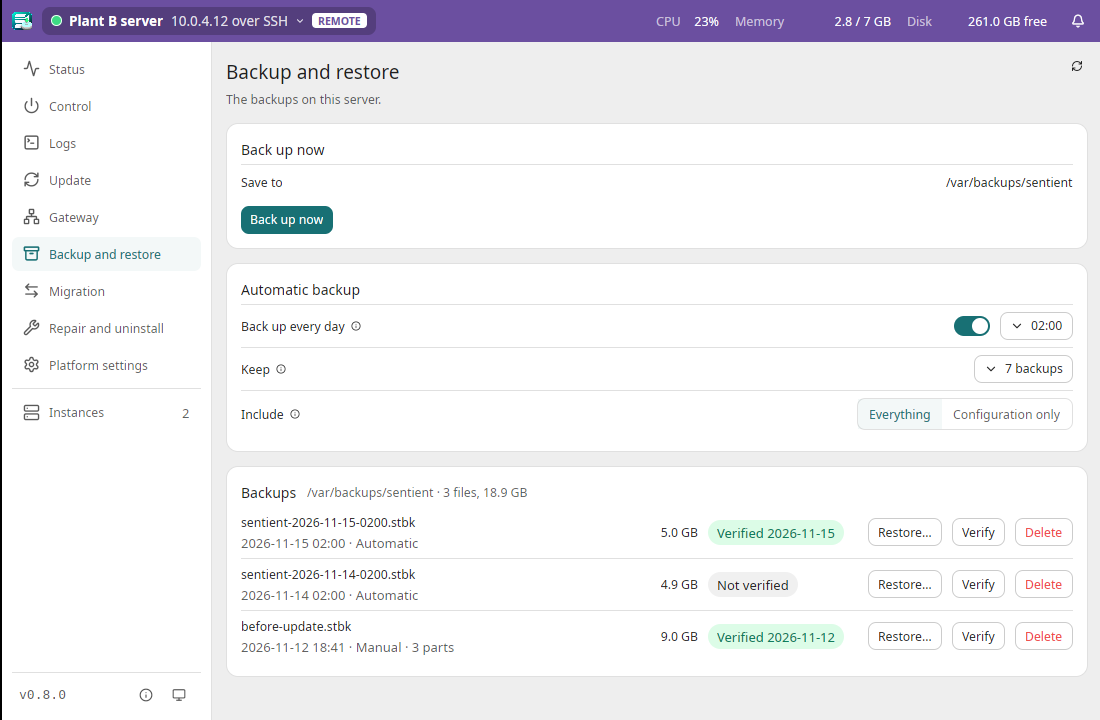 Plant B server 10.0.4.12 over SSH REMOTE CPU 23% Memory 2.8 / 7 GB Disk 261.0 GB free
Status
Control
Logs
Update
Gateway
Backup and restore
Migration
Repair and uninstall
Platform settings
Instances 2
v0.8.0
Backup and restore
The backups on this server.
Back up now
Save to /var/backups/sentient
Back up now
Automatic backup
Back up every day 02:00
Keep 7 backups
Include Everything Configuration only
Backups /var/backups/sentient · 3 files, 18.9 GB
sentient-2026-11-15-0200.stbk
2026-11-15 02:00 · Automatic
5.0 GB Verified 2026-11-15 Restore... Verify Delete
sentient-2026-11-14-0200.stbk
2026-11-14 02:00 · Automatic
4.9 GB Not verified Restore... Verify Delete
before-update.stbk
2026-11-12 18:41 · Manual · 3 parts
9.0 GB Verified 2026-11-12 Restore... Verify Delete